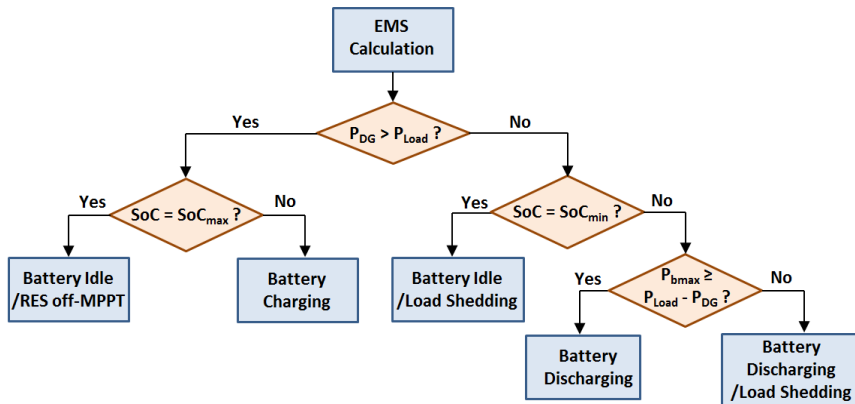 EMS
Calculation
P_DG > P_Load ?
Yes
No
SoC = SoC_max ?
SoC = SoC_min ?
Yes
No
Yes
No
Battery Idle
/RES off-MPPT
Battery
Charging
Battery Idle
/Load Shedding
P_bmax ≥
P_Load - P_DG ?
Yes
No
Battery
Discharging
Battery
Discharging
/Load Shedding